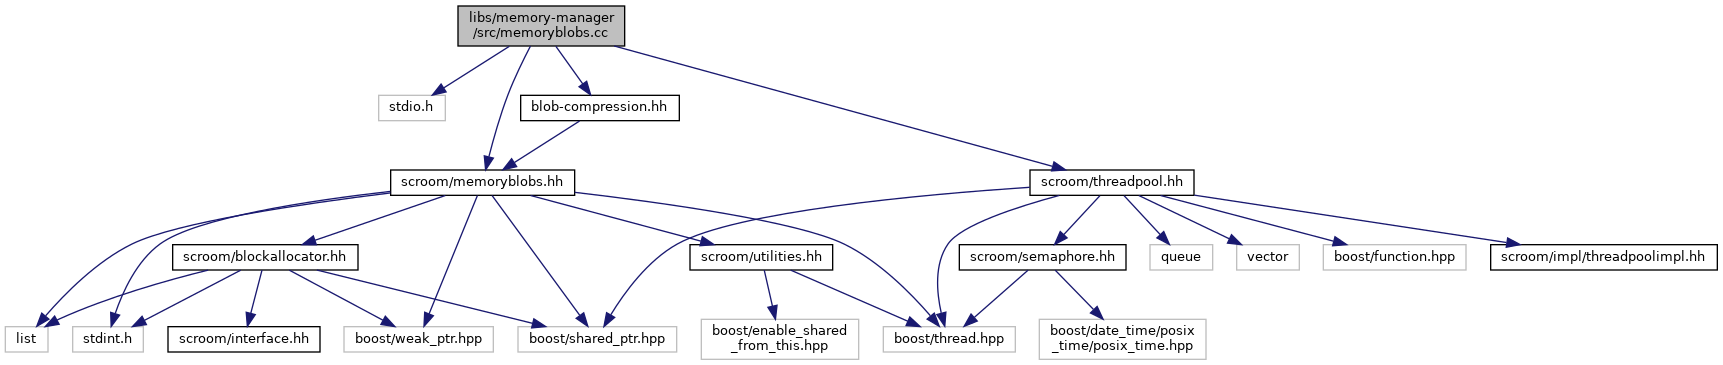 libs/memory-manager
/src/memoryblobs.cc
stdio.h
blob-compression.hh
scroom/memoryblobs.hh
scroom/threadpool.hh
scroom/blockallocator.hh
scroom/utilities.hh
scroom/semaphore.hh
queue
vector
boost/function.hpp
scroom/impl/threadpoolimpl.hh
list
stdint.h
scroom/interface.hh
boost/weak_ptr.hpp
boost/shared_ptr.hpp
boost/enable_shared
_from_this.hpp
boost/thread.hpp
boost/date_time/posix
_time/posix_time.hpp